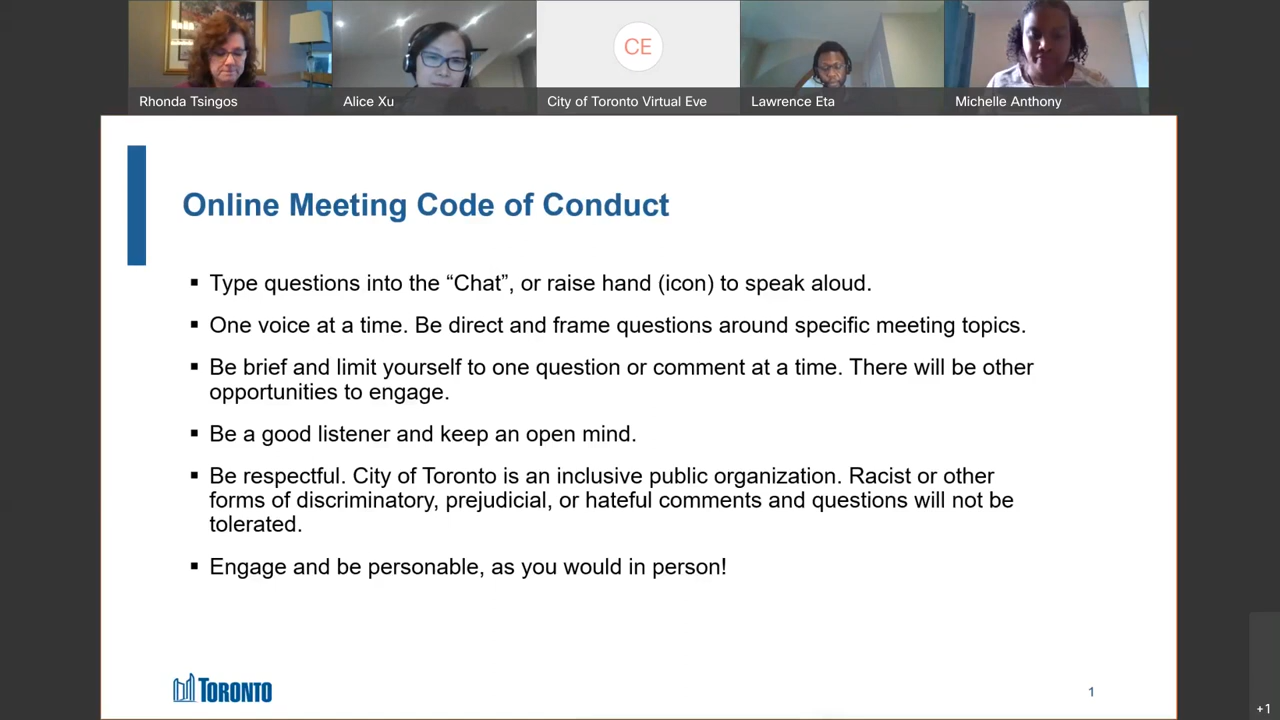 CE
Rhonda Tsingos
Alice Xu
City of Toronto Virtual Eve
Lawrence Eta
Michelle Anthony
Online Meeting Code of Conduct
▪ Type questions into the “Chat”, or raise hand (icon) to speak aloud.
▪ One voice at a time. Be direct and frame questions around specific meeting topics.
▪ Be brief and limit yourself to one question or comment at a time. There will be other
opportunities to engage.
▪ Be a good listener and keep an open mind.
▪ Be respectful. City of Toronto is an inclusive public organization. Racist or other
forms of discriminatory, prejudicial, or hateful comments and questions will not be
tolerated.
▪ Engage and be personable, as you would in person!
TORONTO
1
+1